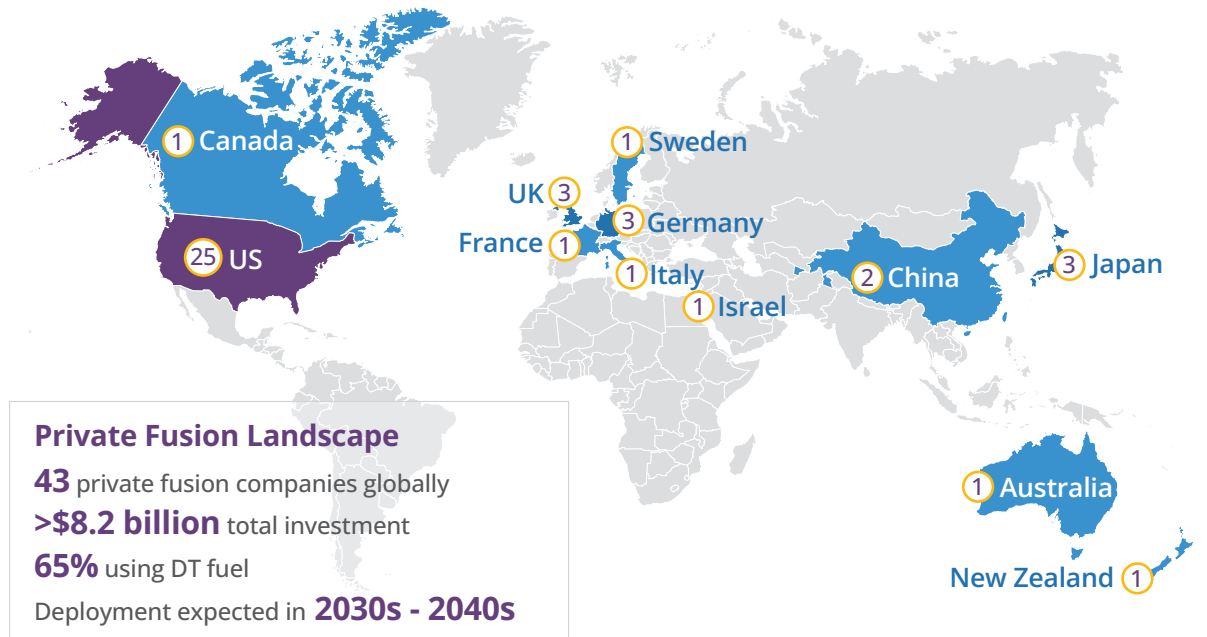 1 Canada
1 Sweden
UK 3
3 Germany
France 1
25 US
1 Italy
2 China
3 Japan
1 Israel
Private Fusion Landscape
43 private fusion companies globally
>$8.2 billion total investment
65% using DT fuel
Deployment expected in 2030s - 2040s
1 Australia
New Zealand 1